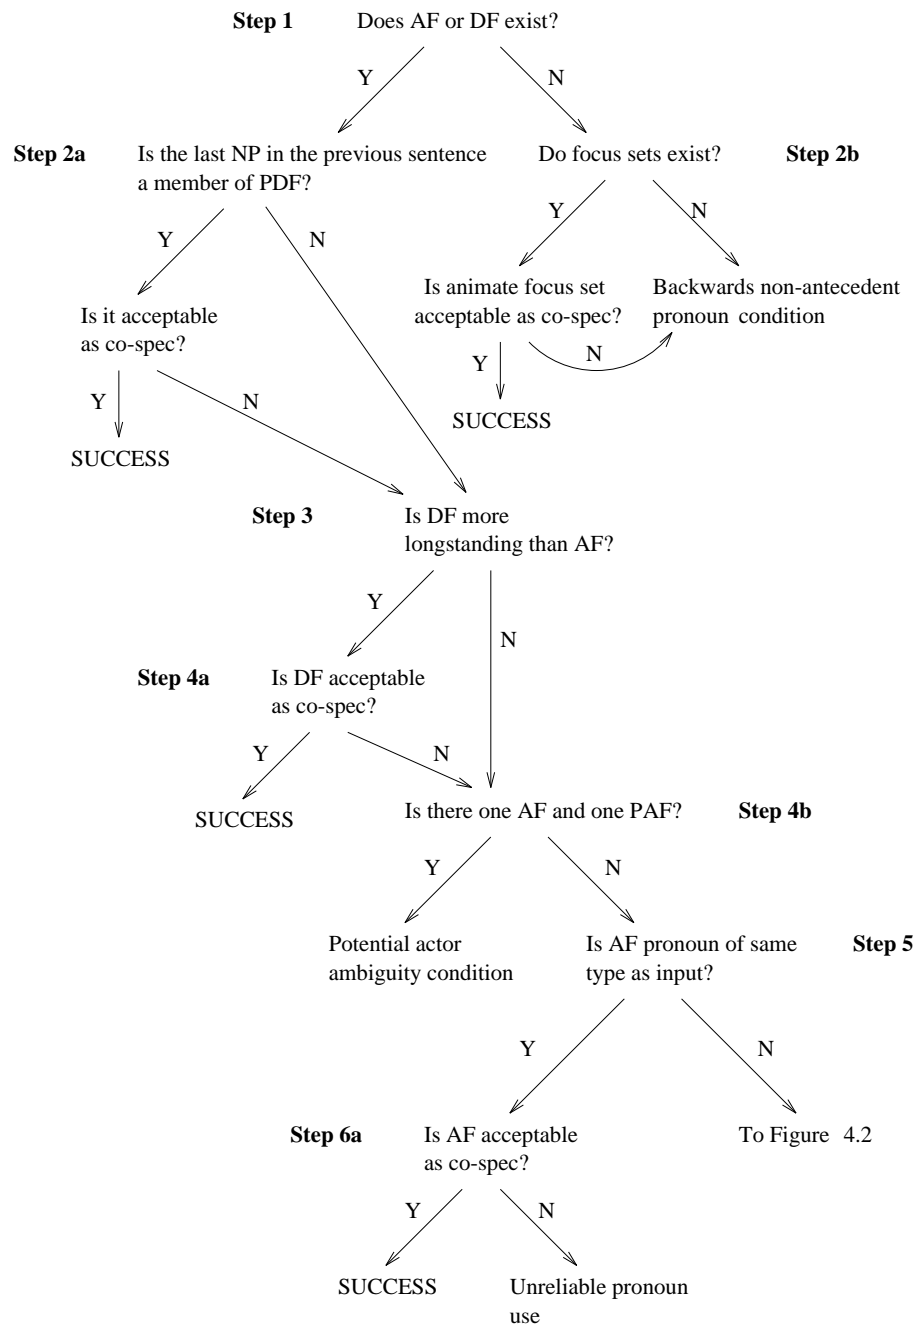 Step 1 Does AF or DF exist?
Y N
Step 2a Is the last NP in the previous sentence Do focus sets exist? Step 2b
a member of PDF?
Y N Y N
Is animate focus set Backwards non-antecedent
acceptable as co-spec? pronoun condition
Is it acceptable
as co-spec?
Y N
Y N
SUCCESS
SUCCESS
Step 3 Is DF more
longstanding than AF?
Y N
Step 4a Is DF acceptable
as co-spec?
Y N
SUCCESS
Is there one AF and one PAF? Step 4b
Y N
Potential actor Is AF pronoun of same Step 5
ambiguity condition type as input?
Y N
Step 6a Is AF acceptable To Figure 4.2
as co-spec?
Y N
SUCCESS Unreliable pronoun
use